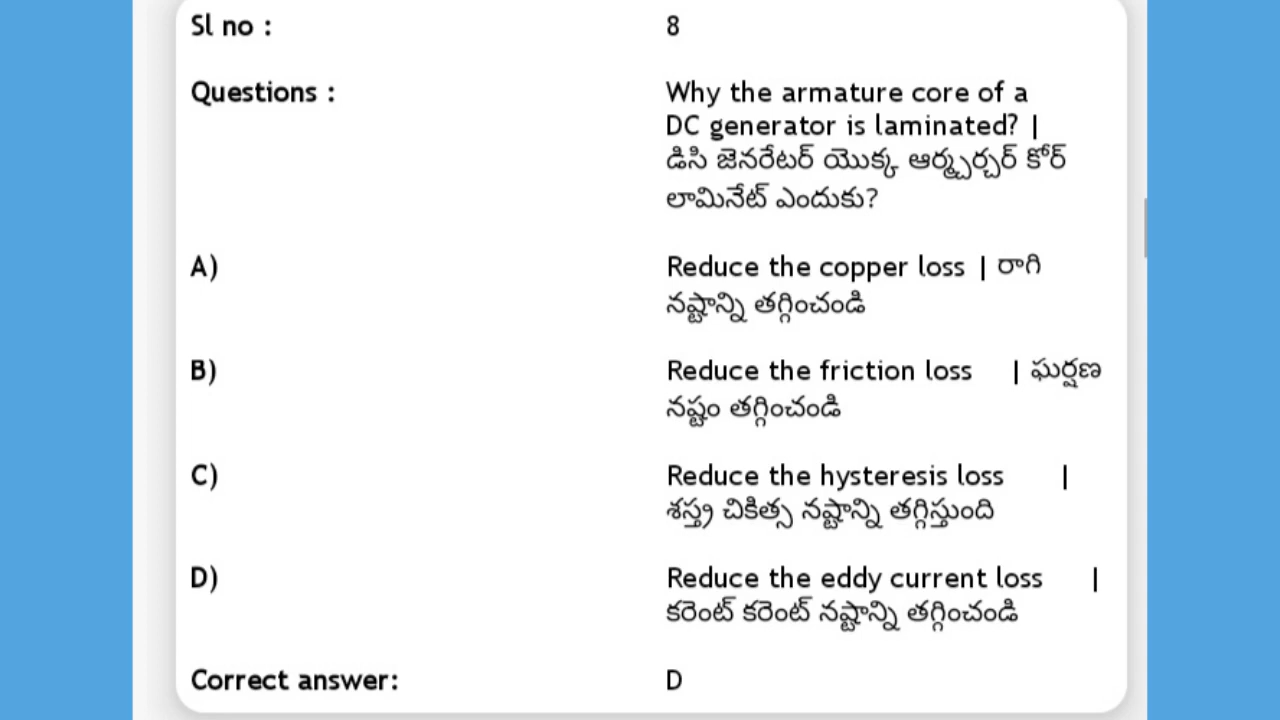 Sl no : 8
Questions : Why the armature core of a
DC generator is laminated? |
డిసి జెనరేటర్ యొక్క ఆర్మ్చర్చర్ కోర్
లామినేట్ ఎందుకు?
A) Reduce the copper loss | రాగి
నష్టాన్ని తగ్గించండి
B) Reduce the friction loss | ఘర్షణ
నష్టం తగ్గించండి
C) Reduce the hysteresis loss |
శస్త్ర చికిత్స నష్టాన్ని తగ్గిస్తుంది
D) Reduce the eddy current loss |
కరెంట్ కరెంట్ నష్టాన్ని తగ్గించండి
Correct answer: D